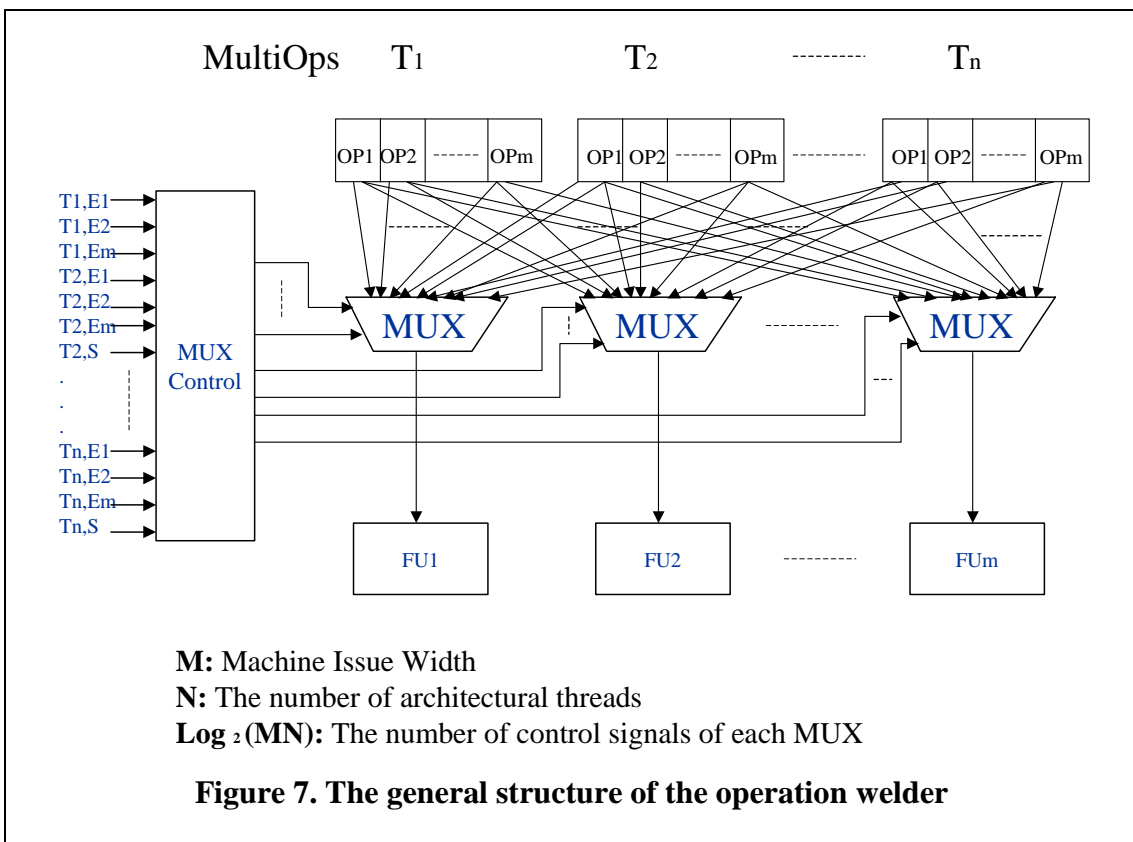 MultiOps T1 T2 Tn
OP1 OP2 OPm OP1 OP2 OPm OP1 OP2 OPm
T1,E1
T1,E2
T1,Em
T2,E1
T2,E2
T2,Em
T2,S
.
.
.
Tn,E1
Tn,E2
Tn,Em
Tn,S
MUX
Control
MUX MUX MUX
FU1 FU2 FUm
M: Machine Issue Width
N: The number of architectural threads
Log 2 (MN): The number of control signals of each MUX
Figure 7. The general structure of the operation welder